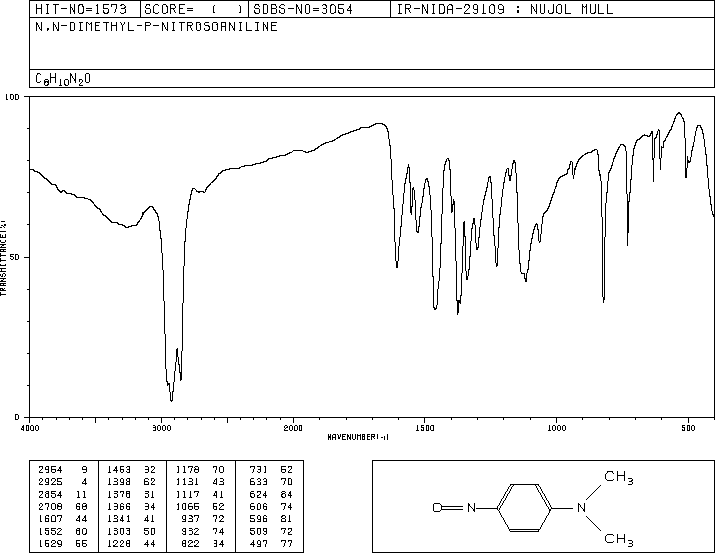 HIT-NO=1573 |SCORE= ( )|SDBS-NO=3054 IR-NIDA-29109 : NUJOL MULL
N,N-DIMETHYL-P-NITROSOANILINE
C8H10N2O
100
50
0
TRANSMITTANCE(%)
4000 3000 2000 1500 1000 500
WAVENUMBER(-1)
2954 9 1463 32 1178 70 731 52
2925 4 1398 62 1131 43 633 70
2854 11 1378 31 1117 41 624 84
2708 68 1366 34 1066 52 606 74
1607 44 1341 41 937 72 596 81
1552 60 1303 50 932 74 509 72
1529 55 1228 44 822 34 497 77
CH3
O=N N
CH3